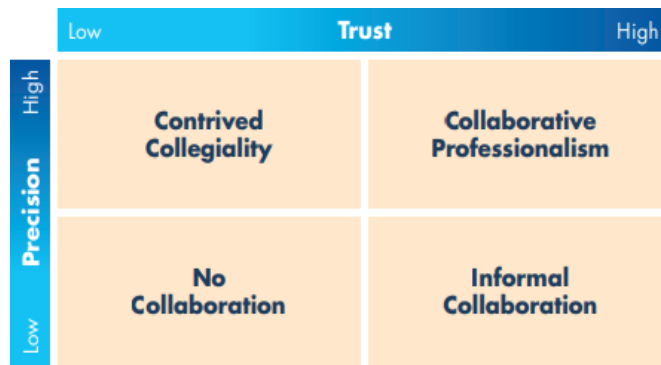 Low Trust High
High
Contrived
Collegiality
Collaborative
Professionalism
Precision
No
Collaboration
Informal
Collaboration
Low